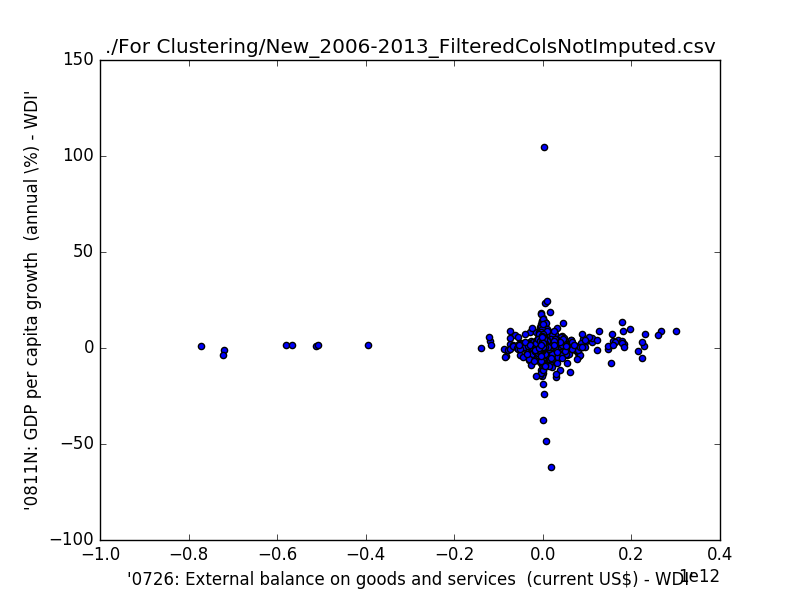 ./For Clustering/New_2006-2013_FilteredColsNotImputed.csv
150
100
50
0
−50
−100
'0811N: GDP per capita growth  (annual \%) - WDI'
−1.0 −0.8 −0.6 −0.4 −0.2 0.0 0.2 0.4
1e12
'0726: External balance on goods and services  (current US$) - WDI'